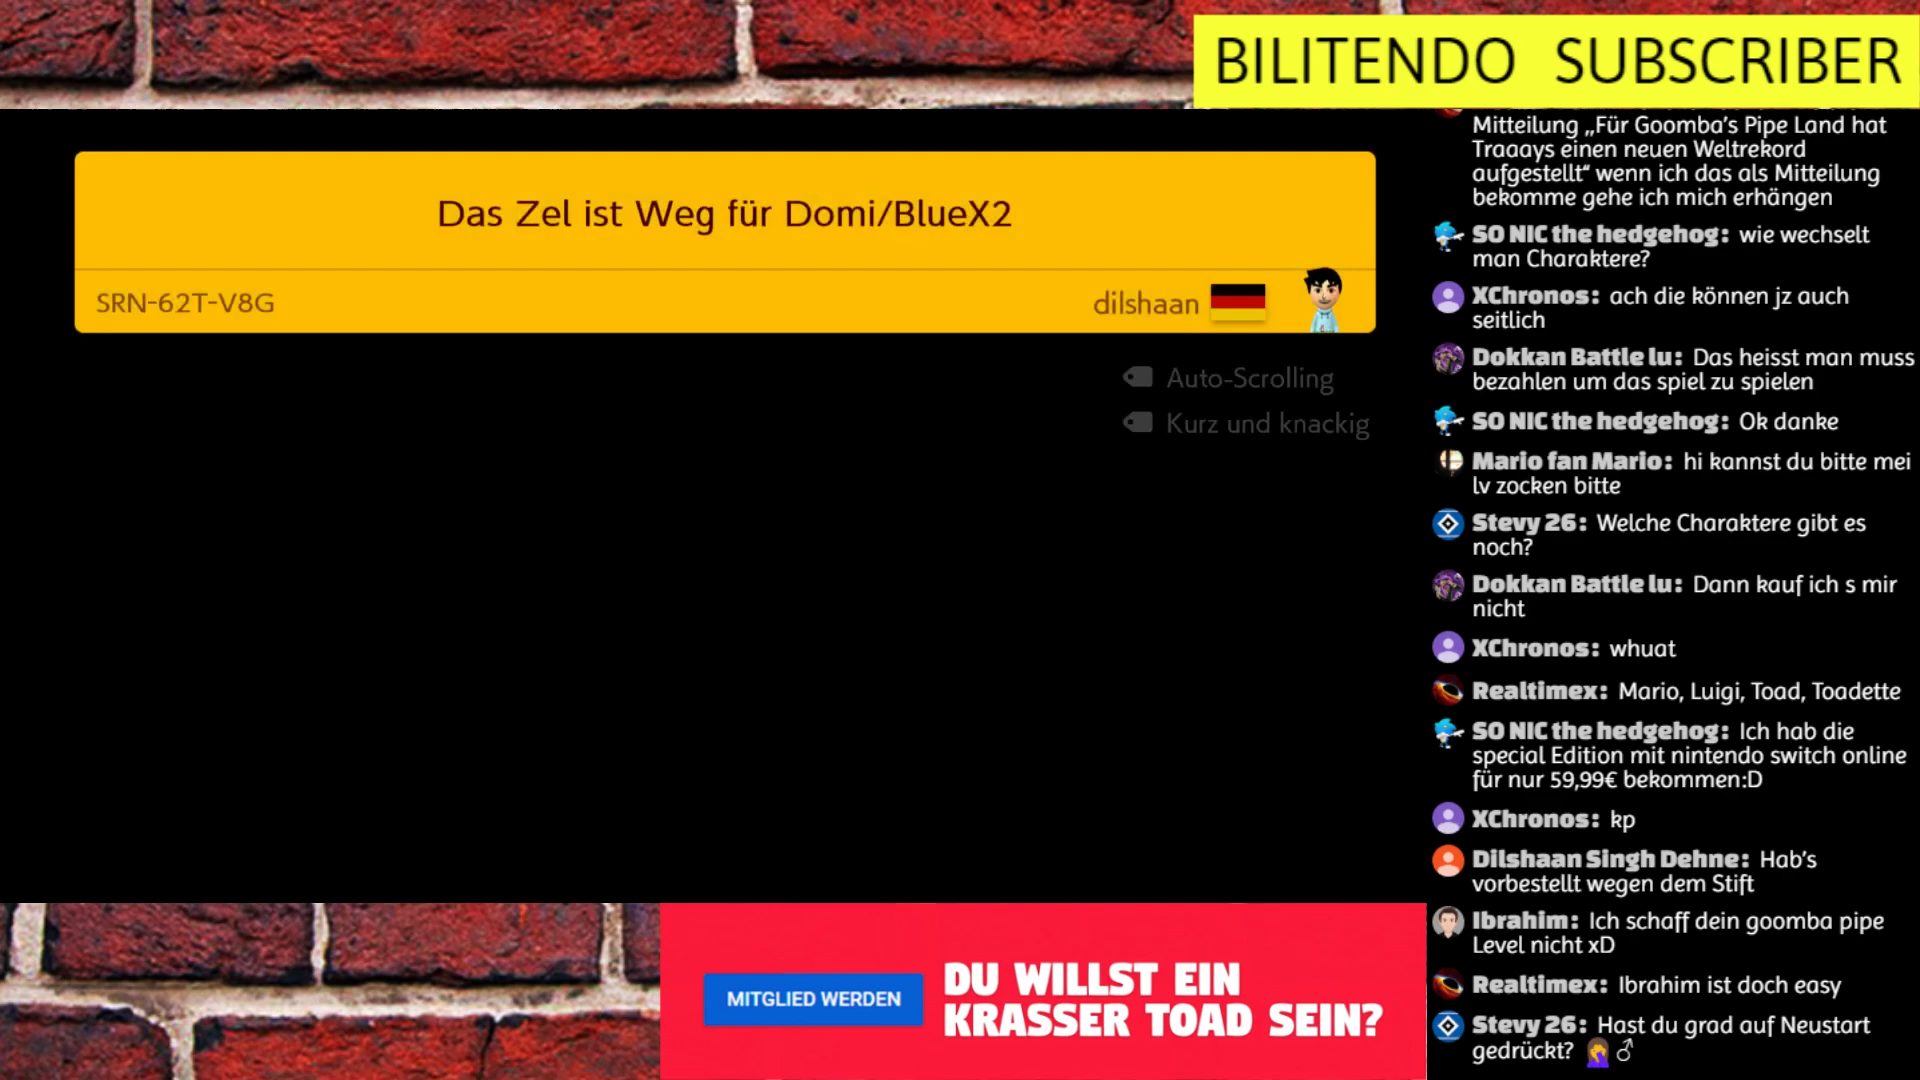 BILITENDO SUBSCRIBER
Das Zel ist Weg für Domi/BlueX2
SRN-62T-V8G
dilshaan
Auto-Scrolling
Kurz und knackig
Mitteilung „Für Goomba's Pipe Land hat
Traaays einen neuen Weltrekord
aufgestellt“ wenn ich das als Mitteilung
bekomme gehe ich mich erhängen
SO NIC the hedgehog: wie wechselt
man Charaktere?
XChronos: ach die können jz auch
seitlich
Dokkan Battle lu: Das heisst man muss
bezahlen um das spiel zu spielen
SO NIC the hedgehog: Ok danke
Mario fan Mario: hi kannst du bitte mei
lv zocken bitte
Stevy 26: Welche Charaktere gibt es
noch?
Dokkan Battle lu: Dann kauf ich s mir
nicht
XChronos: whuat
Realtimex: Mario, Luigi, Toad, Toadette
SO NIC the hedgehog: Ich hab die
special Edition mit nintendo switch online
für nur 59,99€ bekommen:D
XChronos: kp
Dilshaan Singh Dehne: Hab's
vorbestellt wegen dem Stift
Ibrahim: Ich schaff dein goomba pipe
Level nicht xD
Realtimex: Ibrahim ist doch easy
Stevy 26: Hast du grad auf Neustart
gedrückt? 🤦🏾‍♂
MITGLIED WERDEN
DU WILLST EIN
KRASSER TOAD SEIN?